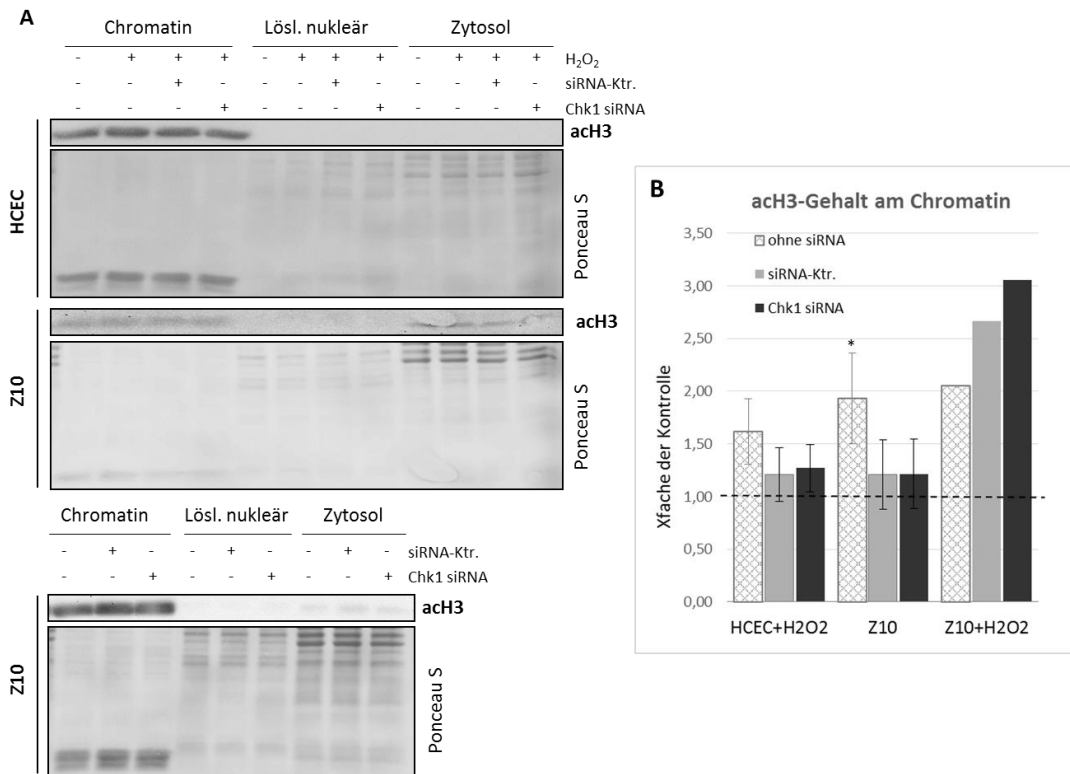 A
Chromatin Lösl. nukleär Zytosol
- + + + - + + + - + + + H₂O₂
- - + - - - + - - - + - siRNA-Ktr.
- - - + - - - + - - - + Chk1 siRNA
acH3
HCEC
Ponceau S
acH3
Z10
Ponceau S
Chromatin Lösl. nukleär Zytosol
- + - - + - - + - siRNA-Ktr.
- - + - - + - - + Chk1 siRNA
acH3
Z10
Ponceau S
B
acH3-Gehalt am Chromatin
Xfache der Kontrolle
3,50
3,00
2,50
2,00
1,50
1,00
0,50
0,00
ohne siRNA
siRNA-Ktr.
Chk1 siRNA
*
HCEC+H2O2 Z10 Z10+H2O2